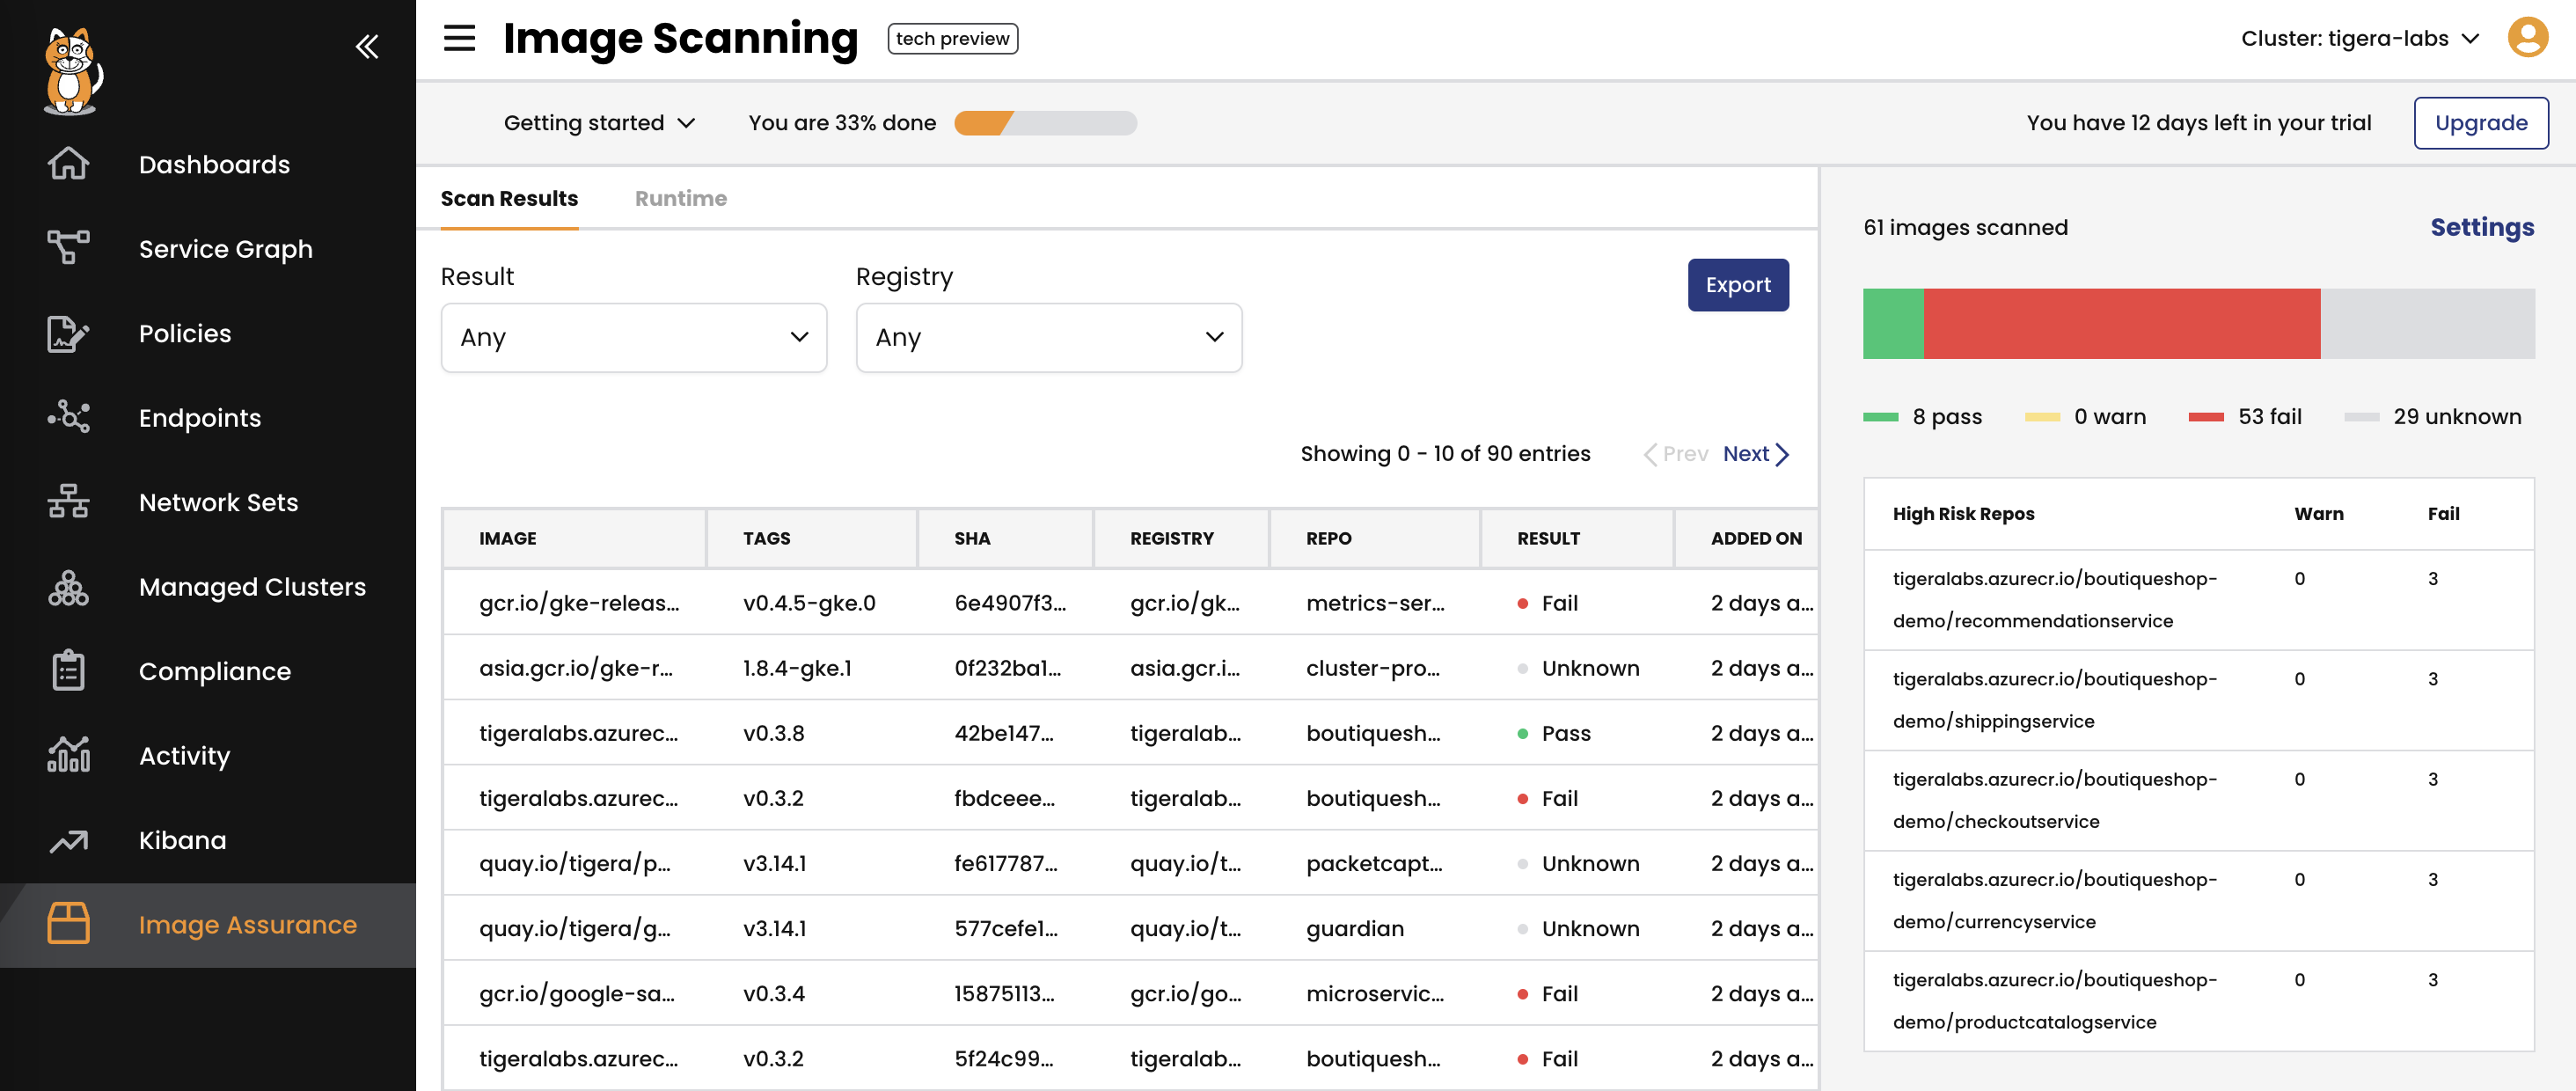 Image Scanning
tech preview
Cluster: tigera-labs
Getting started
You are 33% done
You have 12 days left in your trial
Upgrade
Dashboards
Service Graph
Policies
Endpoints
Network Sets
Managed Clusters
Compliance
Activity
Kibana
Image Assurance
Scan Results
Runtime
Result
Any
Registry
Any
Export
Showing 0 - 10 of 90 entries
Prev
Next
IMAGE TAGS SHA REGISTRY REPO RESULT ADDED ON
gcr.io/gke-releas... v0.4.5-gke.0 6e4907f3... gcr.io/gk... metrics-ser... Fail 2 days a...
asia.gcr.io/gke-r... 1.8.4-gke.1 0f232ba1... asia.gcr.i... cluster-pro... Unknown 2 days a...
tigeralabs.azurec... v0.3.8 42be147... tigeralab... boutiquesh... Pass 2 days a...
tigeralabs.azurec... v0.3.2 fbdceee... tigeralab... boutiquesh... Fail 2 days a...
quay.io/tigera/p... v3.14.1 fe617787... quay.io/t... packetcapt... Unknown 2 days a...
quay.io/tigera/g... v3.14.1 577cefe1... quay.io/t... guardian Unknown 2 days a...
gcr.io/google-sa... v0.3.4 15875113... gcr.io/go... microservic... Fail 2 days a...
tigeralabs.azurec... v0.3.2 5f24c99... tigeralab... boutiquesh... Fail 2 days a...
61 images scanned
Settings
8 pass
0 warn
53 fail
29 unknown
High Risk Repos Warn Fail
tigeralabs.azurecr.io/boutiqueshop- 0 3
demo/recommendationservice
tigeralabs.azurecr.io/boutiqueshop- 0 3
demo/shippingservice
tigeralabs.azurecr.io/boutiqueshop- 0 3
demo/checkoutservice
tigeralabs.azurecr.io/boutiqueshop- 0 3
demo/currencyservice
tigeralabs.azurecr.io/boutiqueshop- 0 3
demo/productcatalogservice